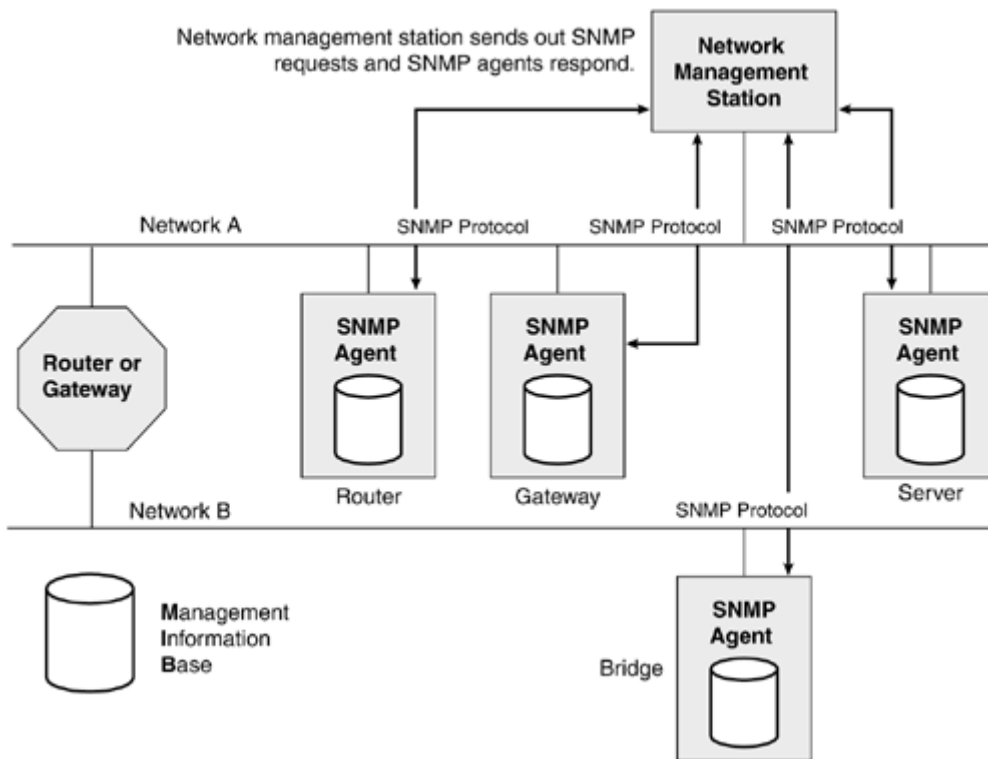 Network management station sends out SNMP
requests and SNMP agents respond.
Network
Management
Station
Network A
SNMP Protocol
SNMP Protocol
SNMP Protocol
Router or
Gateway
SNMP
Agent
Router
SNMP
Agent
Gateway
SNMP
Agent
Server
Network B
SNMP Protocol
Management
Information
Base
SNMP
Agent
Bridge